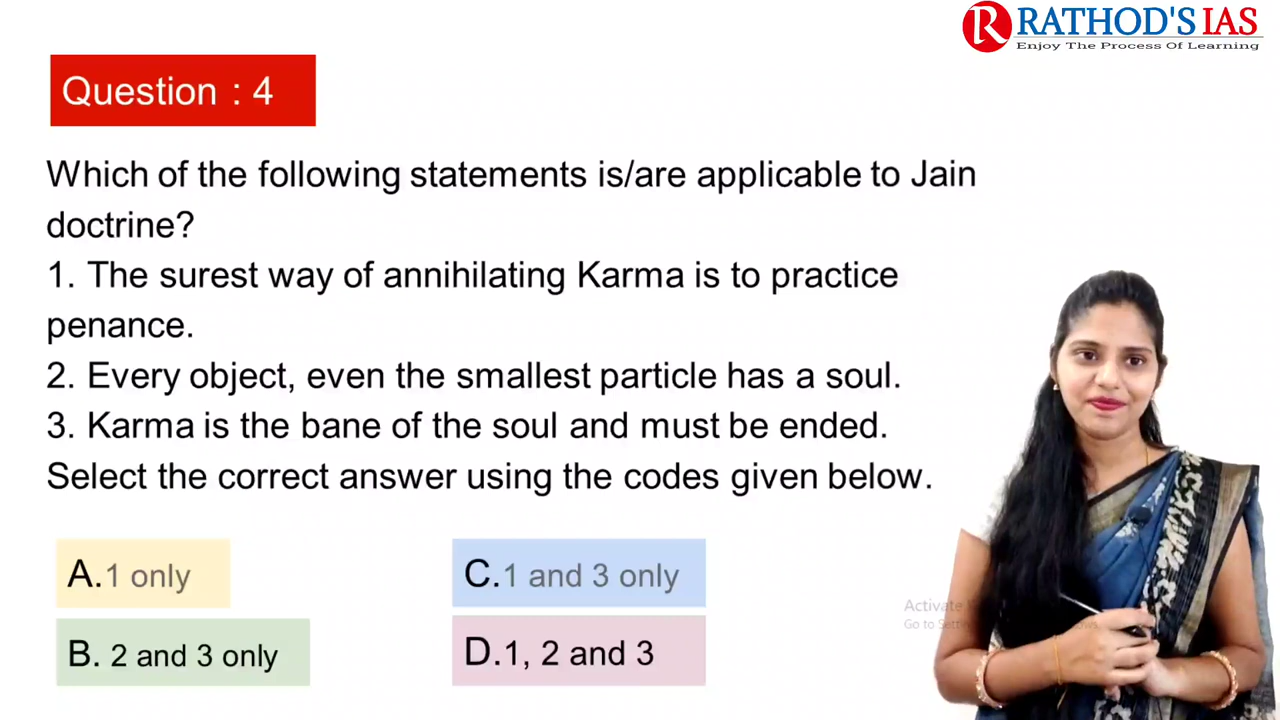 RATHOD'S IAS
Enjoy The Process Of Learning
Question : 4
Which of the following statements is/are applicable to Jain
doctrine?
1. The surest way of annihilating Karma is to practice
penance.
2. Every object, even the smallest particle has a soul.
3. Karma is the bane of the soul and must be ended.
Select the correct answer using the codes given below.
A.1 only
C.1 and 3 only
B. 2 and 3 only
D.1, 2 and 3
Activate
Go to